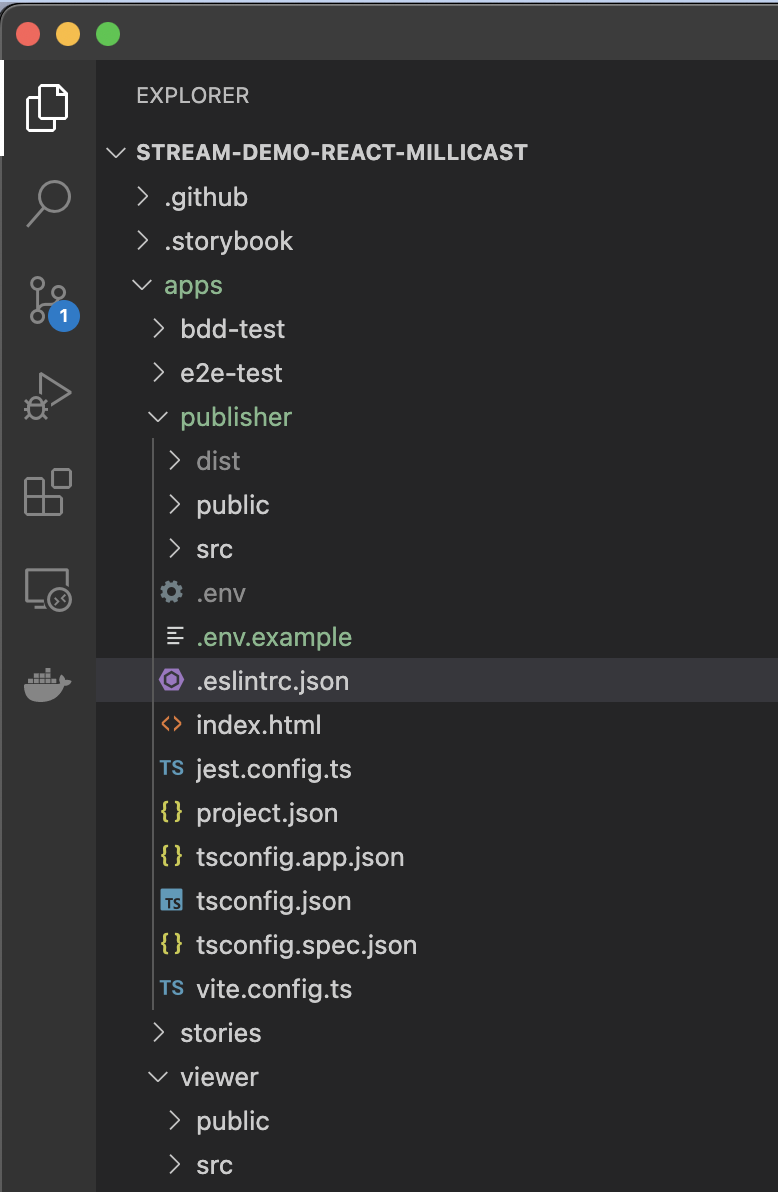 EXPLORER
STREAM-DEMO-REACT-MILLICAST
.github
.storybook
apps
bdd-test
1
e2e-test
publisher
dist
public
src
.env
.env.example
.eslintrc.json
index.html
TS jest.config.ts
{} project.json
{} tsconfig.app.json
TS tsconfig.json
{} tsconfig.spec.json
TS vite.config.ts
stories
viewer
public
src